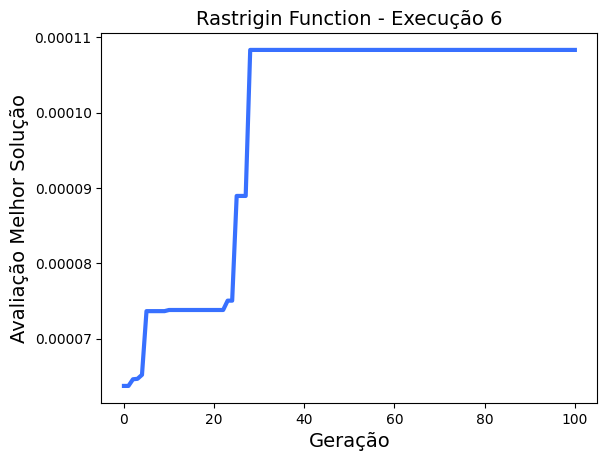 Rastrigin Function - Execução 6
Avaliação Melhor Solução
0.00011
0.00010
0.00009
0.00008
0.00007
0 20 40 60 80 100
Geração